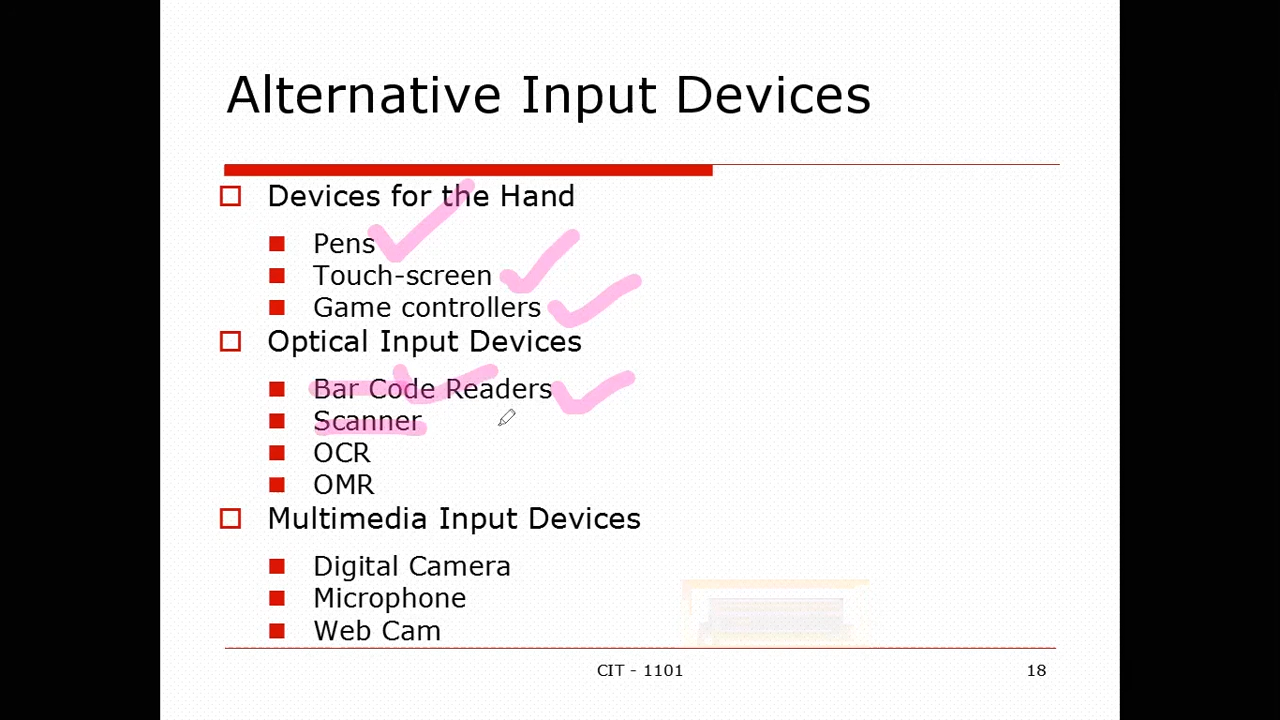 Alternative Input Devices
Devices for the Hand
Pens
Touch-screen
Game controllers
Optical Input Devices
Bar Code Readers
Scanner
OCR
OMR
Multimedia Input Devices
Digital Camera
Microphone
Web Cam
CIT - 1101
18